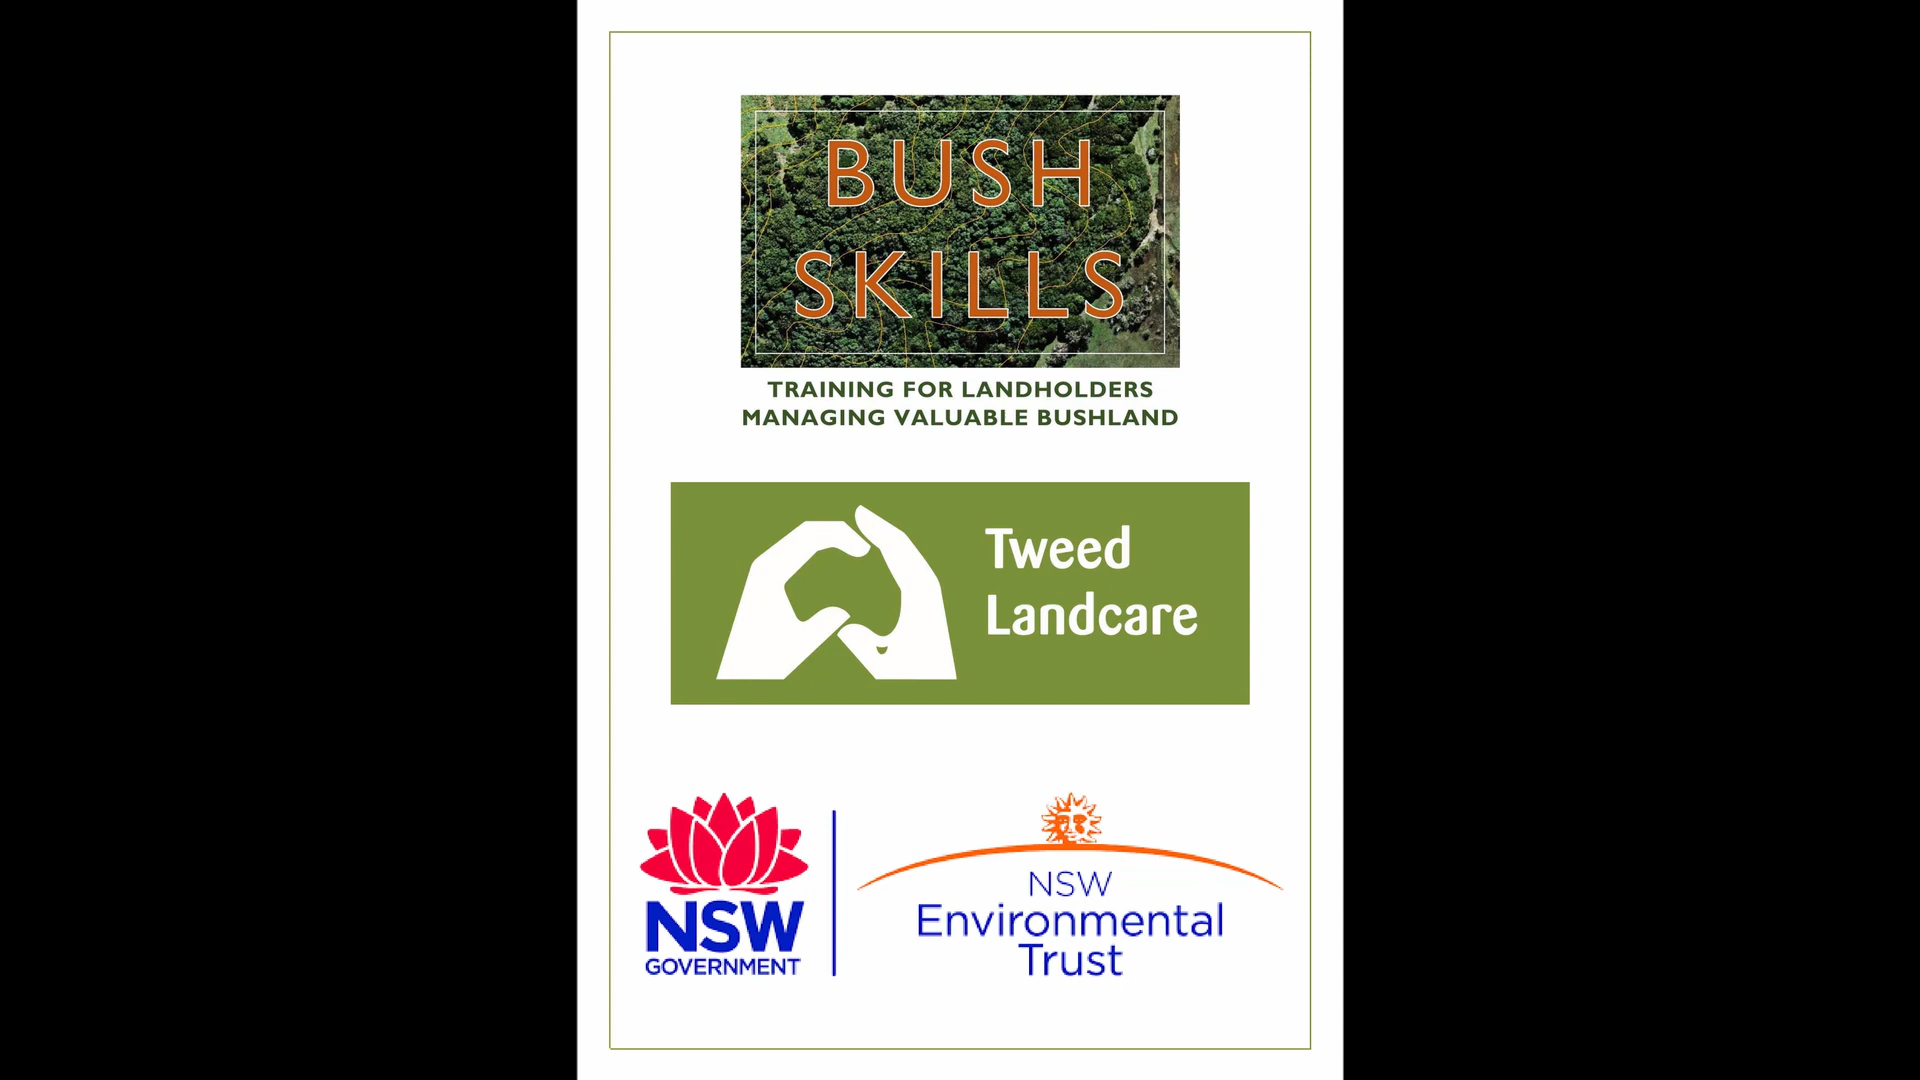 BUSH
SKILLS
TRAINING FOR LANDHOLDERS
MANAGING VALUABLE BUSHLAND
Tweed
Landcare
NSW
GOVERNMENT
NSW
Environmental
Trust